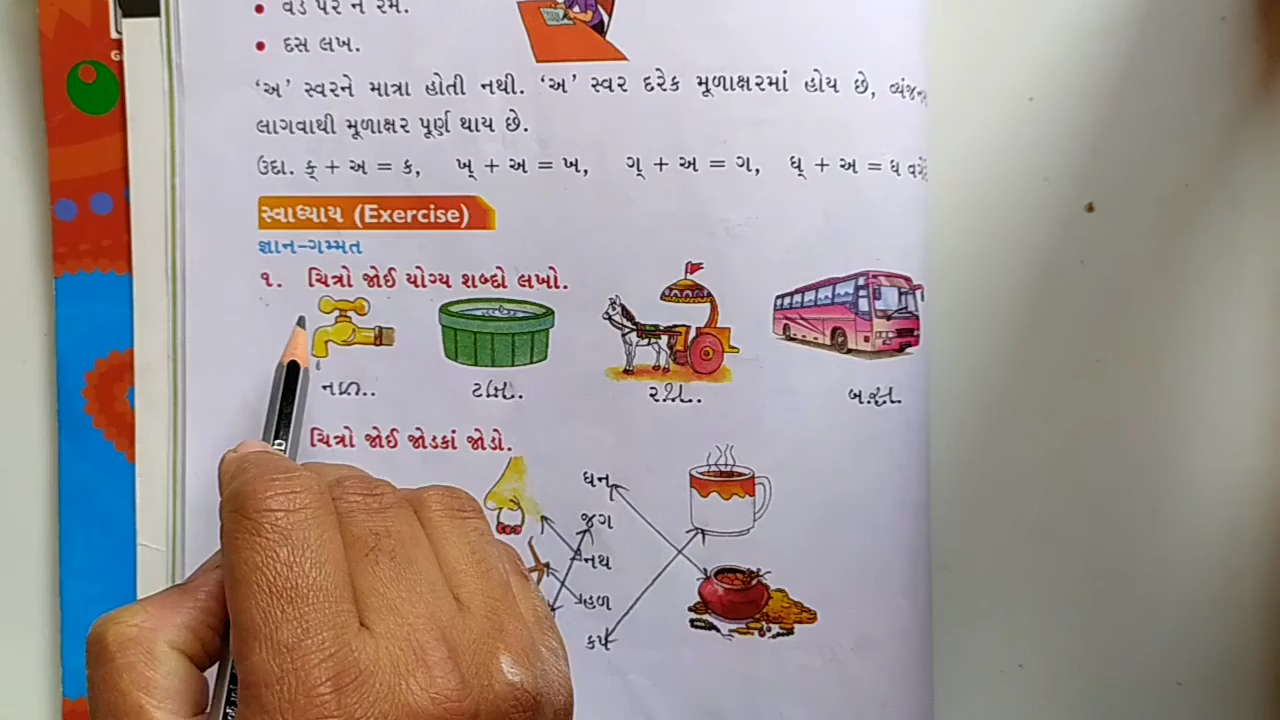 • વડ પર ન રમ.
• દસ લખ.
‘અ’ સ્વરને માત્રા હોતી નથી. ‘અ’ સ્વર દરેક મૂળાક્ષરમાં હોય છે,
લાગવાથી મૂળાક્ષર પૂર્ણ થાય છે.
ઉદા. ક્ + અ = ક, ખ્ + અ = ખ, ગ્ + અ = ગ, ઘ્ + અ = ઘ
સ્વાધ્યાય (Exercise)
જ્ઞાન-ગમ્મત
૧. ચિત્રો જોઈ યોગ્ય શબ્દો લખો.
નળ.. ટબ.. રથ.. બસ.
ચિત્રો જોઈ જોડકાં જોડો.
ધન
જગ
નથ
હળ
કપ